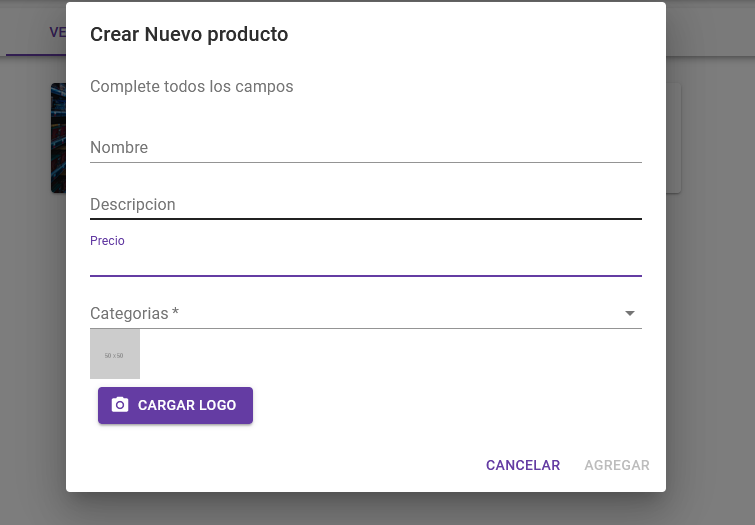 Crear Nuevo producto
VE
Complete todos los campos
Nombre
Descripcion
Precio
Categorias *
50 x 50
CARGAR LOGO
CANCELAR AGREGAR